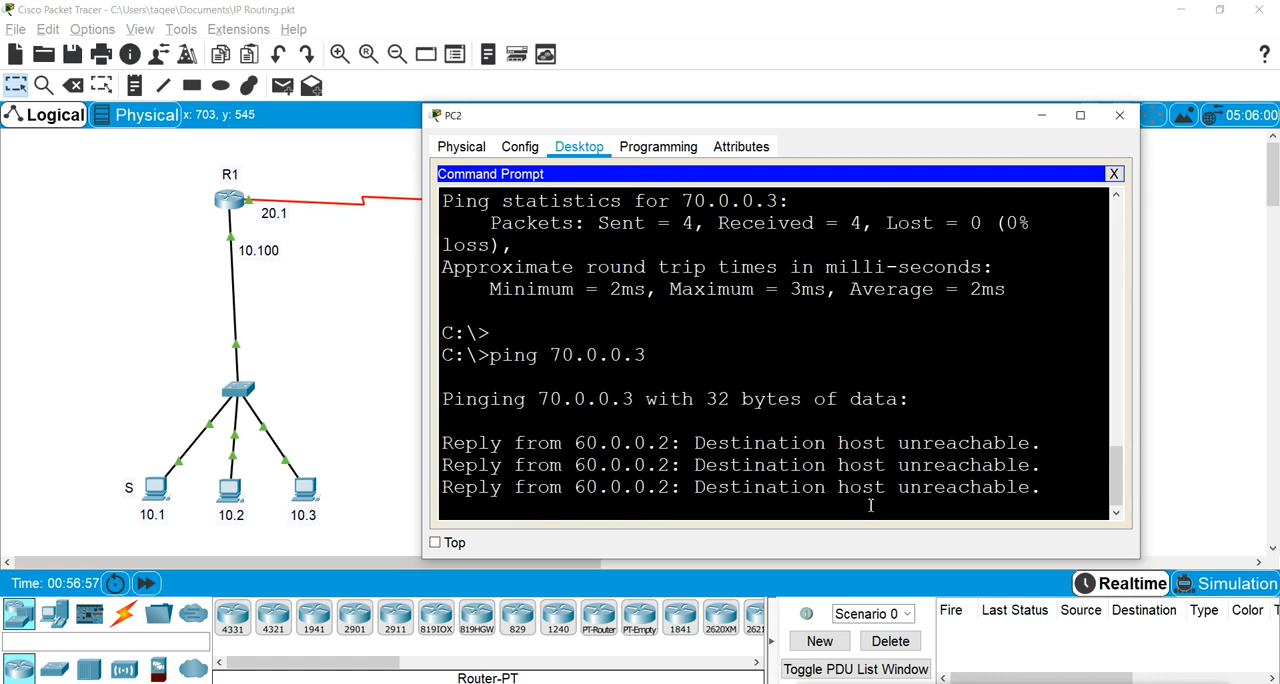 Cisco Packet Tracer - C:\Users\taqee\Documents\IP Routing.pkt
File Edit Options View Tools Extensions Help
?
Logical Physical x: 703, y: 545 05:06:00
PC2
Physical Config Desktop Programming Attributes
Command Prompt X
Ping statistics for 70.0.0.3:
Packets: Sent = 4, Received = 4, Lost = 0 (0%
loss),
Approximate round trip times in milli-seconds:
Minimum = 2ms, Maximum = 3ms, Average = 2ms
C:\>
C:\>ping 70.0.0.3
Pinging 70.0.0.3 with 32 bytes of data:
Reply from 60.0.0.2: Destination host unreachable.
Reply from 60.0.0.2: Destination host unreachable.
Reply from 60.0.0.2: Destination host unreachable.
Top
R1
20.1
10.100
S
10.1 10.2 10.3
Time: 00:56:57 Realtime Simulation
4331 4321 1941 2901 2911 819IOX 819HGW 829 1240 PT-Router PT-Empty 1841 2620XM 2621
Router-PT
Scenario 0
New Delete
Toggle PDU List Window
Fire Last Status Source Destination Type Color T